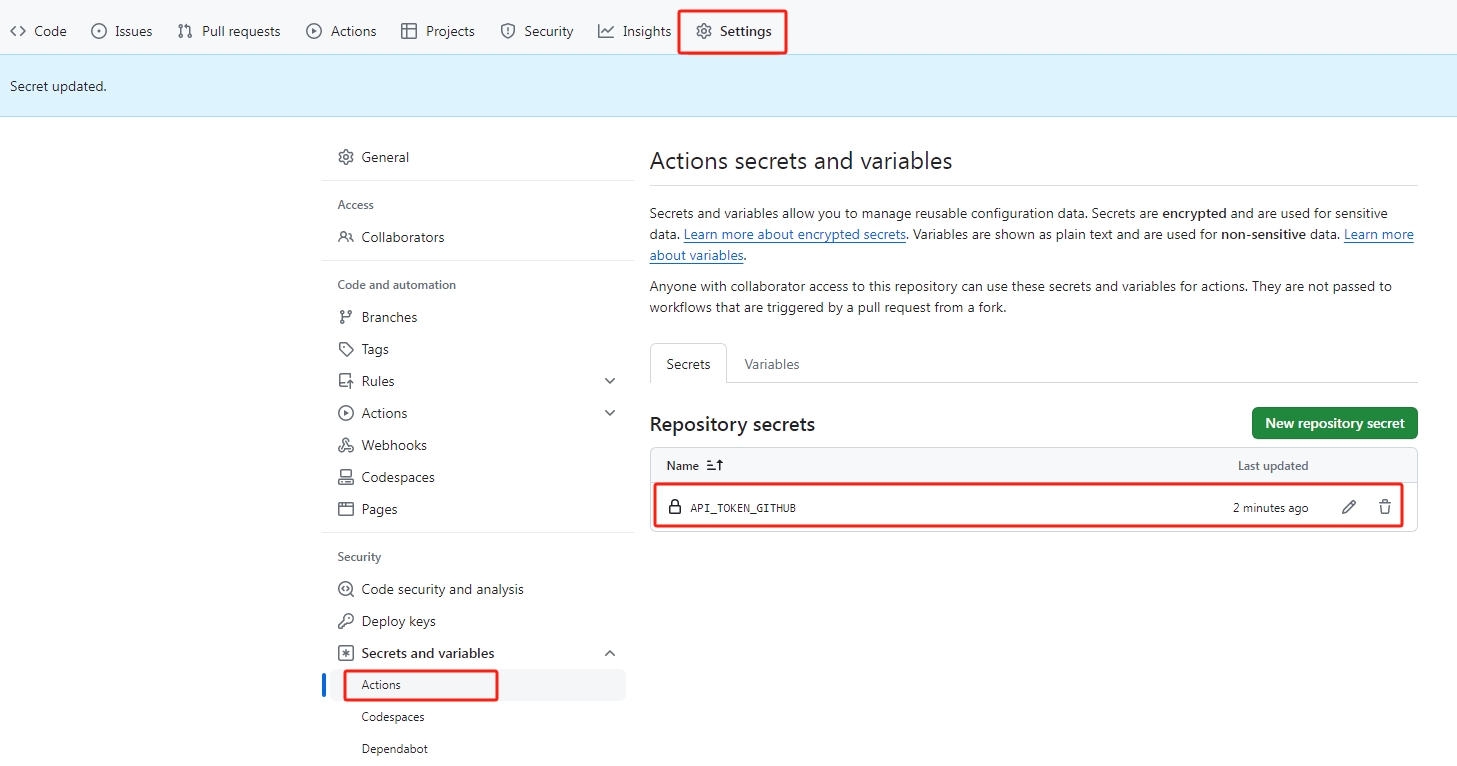 Code Issues Pull requests Actions Projects Security Insights Settings
Secret updated.
General
Access
Collaborators
Code and automation
Branches
Tags
Rules
Actions
Webhooks
Codespaces
Pages
Security
Code security and analysis
Deploy keys
Secrets and variables
Actions
Codespaces
Dependabot
Actions secrets and variables
Secrets and variables allow you to manage reusable configuration data. Secrets are encrypted and are used for sensitive
data. Learn more about encrypted secrets. Variables are shown as plain text and are used for non-sensitive data. Learn more
about variables.
Anyone with collaborator access to this repository can use these secrets and variables for actions. They are not passed to
workflows that are triggered by a pull request from a fork.
Secrets Variables
Repository secrets New repository secret
Name Last updated
API_TOKEN_GITHUB 2 minutes ago